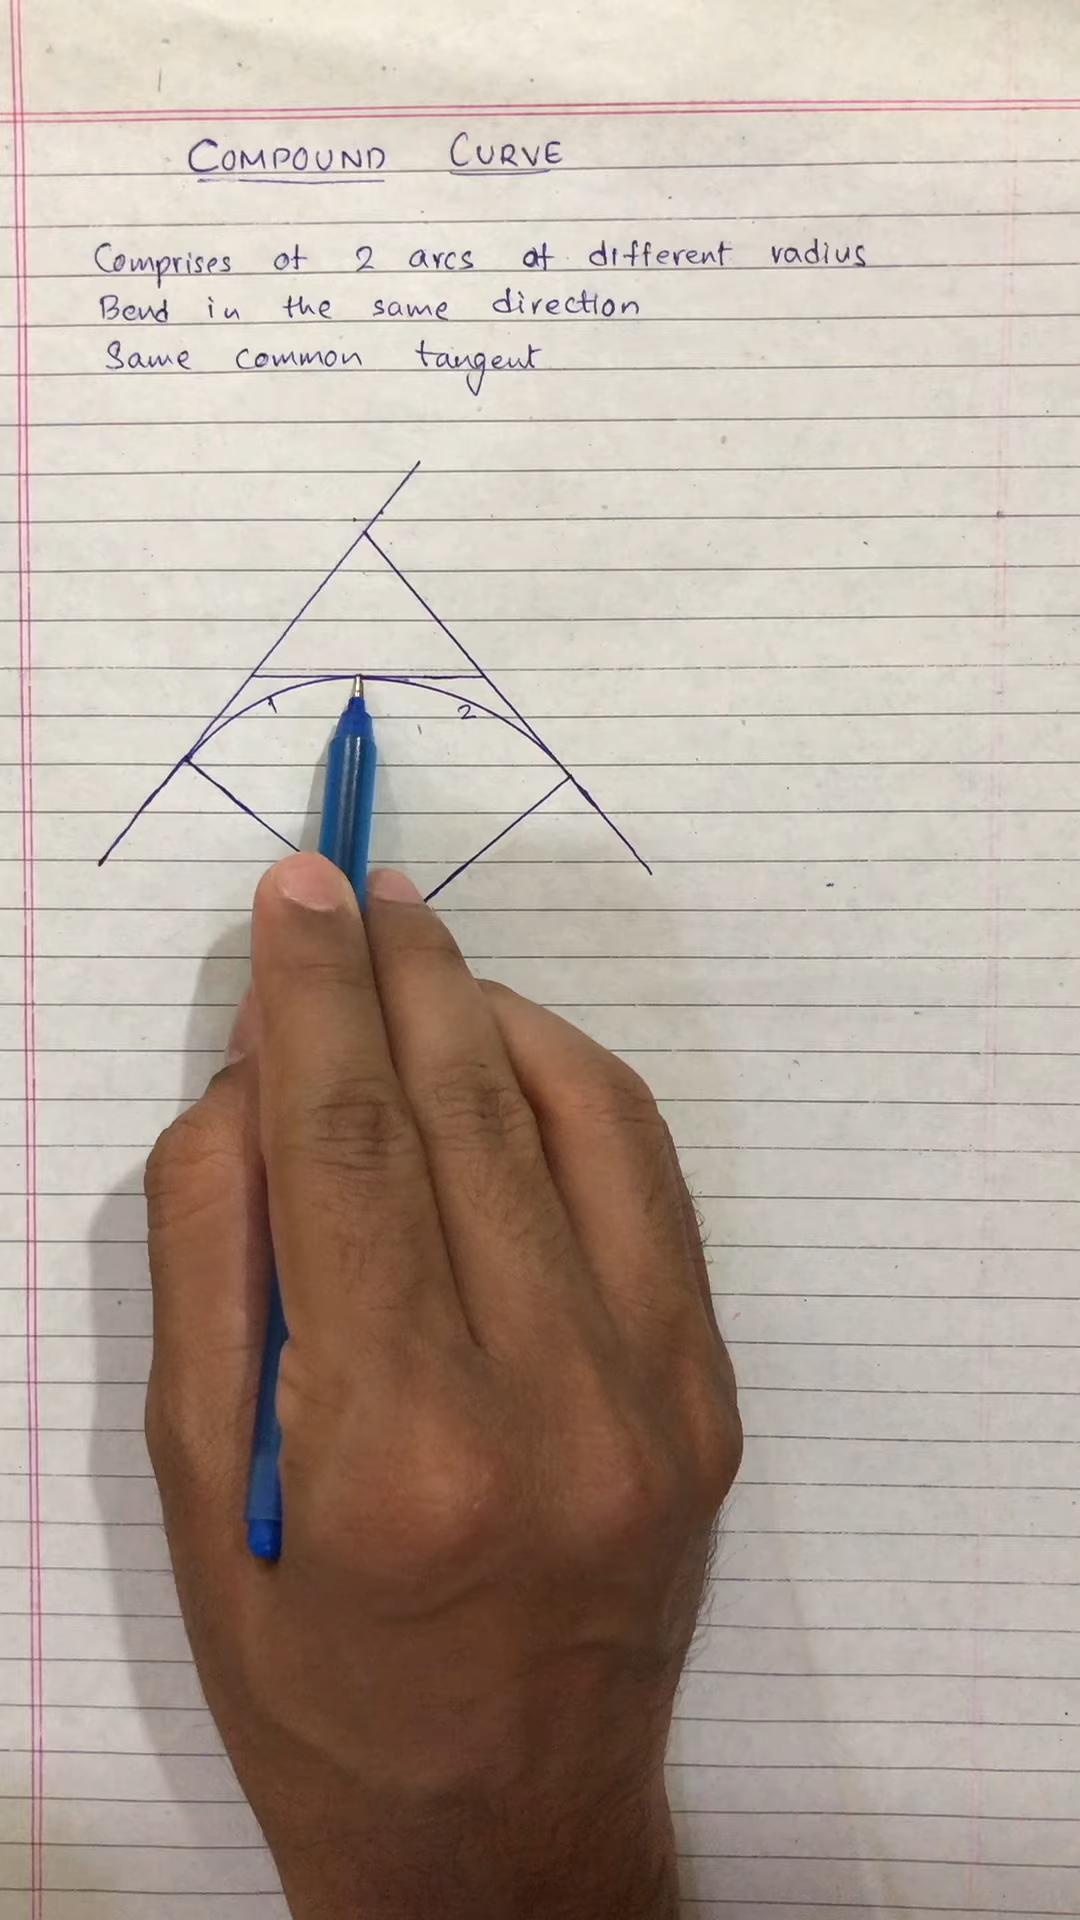 COMPOUND CURVE
Comprises of 2 arcs of different radius
Bend in the same direction
Same common tangent
1 2